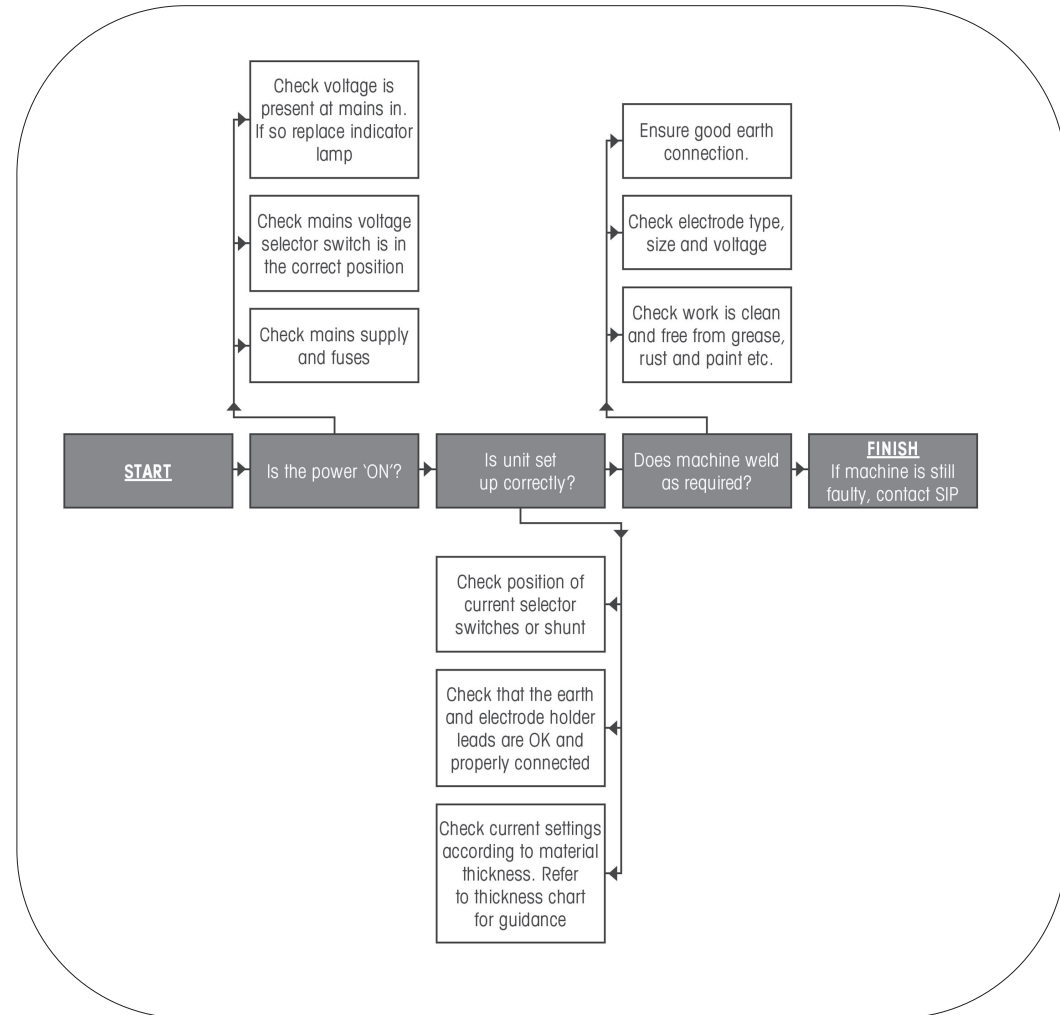 Check voltage is
present at mains in.
If so replace indicator
lamp
Check mains voltage
selector switch is in
the correct position
Check mains supply
and fuses
Ensure good earth
connection.
Check electrode type,
size and voltage
Check work is clean
and free from grease,
rust and paint etc.
START
Is the power ‘ON’?
Is unit set
up correctly?
Does machine weld
as required?
FINISH
If machine is still
faulty, contact SIP
Check position of
current selector
switches or shunt
Check that the earth
and electrode holder
leads are OK and
properly connected
Check current settings
according to material
thickness. Refer
to thickness chart
for guidance